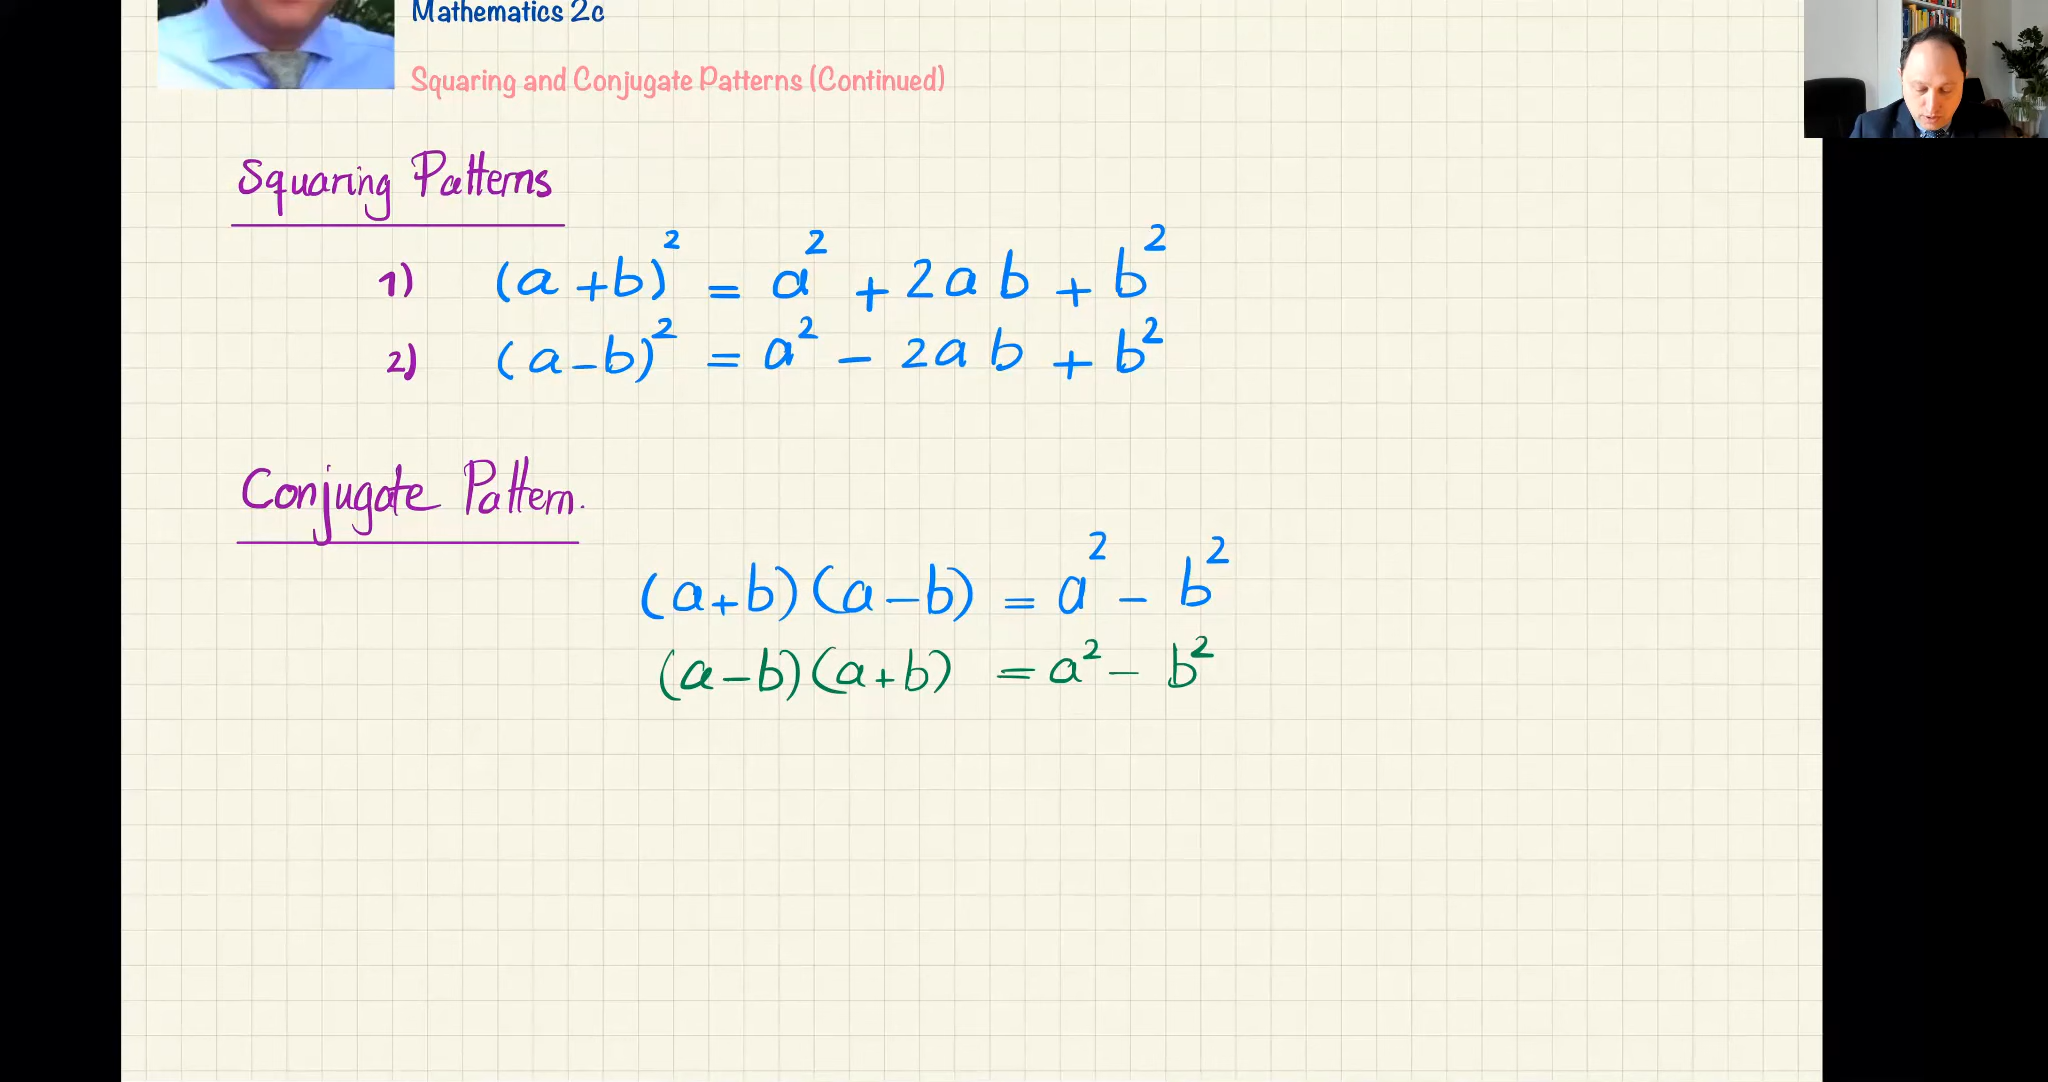 Mathematics 2c
Squaring and Conjugate Patterns (Continued)
Squaring Patterns
1) (a+b)² = a² + 2ab + b²
2) (a-b)² = a² - 2ab + b²
Conjugate Pattern.
(a+b)(a-b) = a² - b²
(a-b)(a+b) = a² - b²